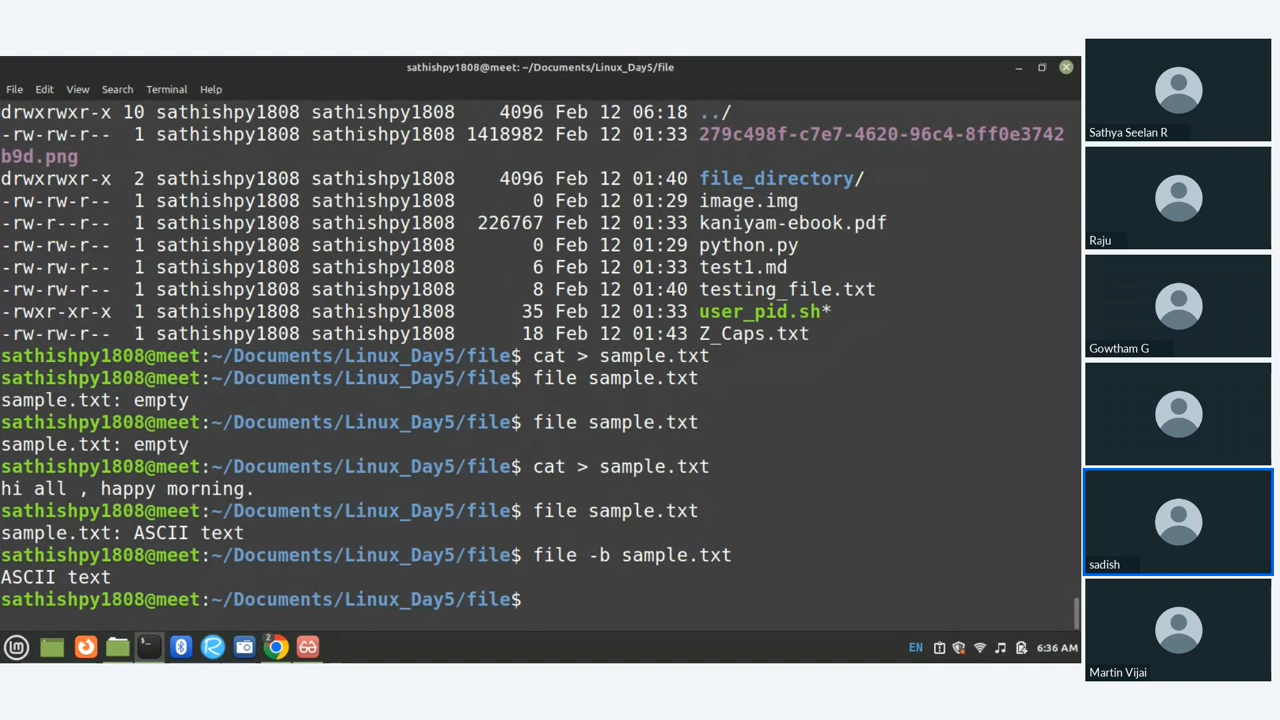 sathishpy1808@meet: ~/Documents/Linux_Day5/file
File Edit View Search Terminal Help
drwxrwxr-x 10 sathishpy1808 sathishpy1808    4096 Feb 12 06:18 ../
-rw-rw-r--  1 sathishpy1808 sathishpy1808 1418982 Feb 12 01:33 279c498f-c7e7-4620-96c4-8ff0e3742
b9d.png
drwxrwxr-x  2 sathishpy1808 sathishpy1808    4096 Feb 12 01:40 file_directory/
-rw-rw-r--  1 sathishpy1808 sathishpy1808       0 Feb 12 01:29 image.img
-rw-r--r--  1 sathishpy1808 sathishpy1808  226767 Feb 12 01:33 kaniyam-ebook.pdf
-rw-rw-r--  1 sathishpy1808 sathishpy1808       0 Feb 12 01:29 python.py
-rw-rw-r--  1 sathishpy1808 sathishpy1808       6 Feb 12 01:33 test1.md
-rw-rw-r--  1 sathishpy1808 sathishpy1808       8 Feb 12 01:40 testing_file.txt
-rwxr-xr-x  1 sathishpy1808 sathishpy1808      35 Feb 12 01:33 user_pid.sh*
-rw-rw-r--  1 sathishpy1808 sathishpy1808      18 Feb 12 01:43 Z_Caps.txt
sathishpy1808@meet:~/Documents/Linux_Day5/file$ cat > sample.txt
sathishpy1808@meet:~/Documents/Linux_Day5/file$ file sample.txt
sample.txt: empty
sathishpy1808@meet:~/Documents/Linux_Day5/file$ file sample.txt
sample.txt: empty
sathishpy1808@meet:~/Documents/Linux_Day5/file$ cat > sample.txt
hi all , happy morning.
sathishpy1808@meet:~/Documents/Linux_Day5/file$ file sample.txt
sample.txt: ASCII text
sathishpy1808@meet:~/Documents/Linux_Day5/file$ file -b sample.txt
ASCII text
sathishpy1808@meet:~/Documents/Linux_Day5/file$
2
EN 6:36 AM
Sathya Seelan R
Raju
Gowtham G
sadish
Martin Vijai